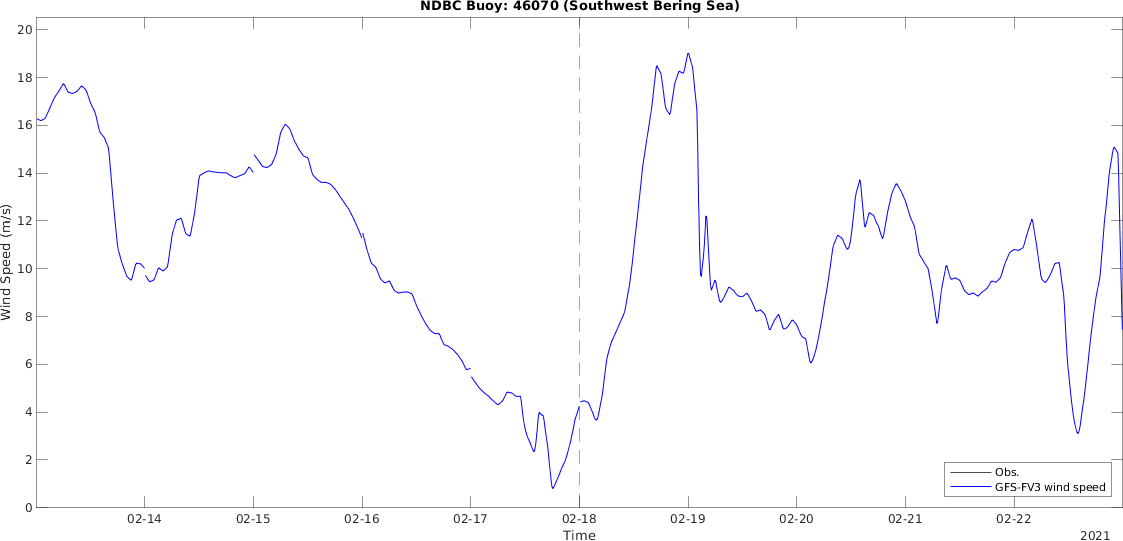 NDBC Buoy: 46070 (Southwest Bering Sea)
20
18
16
14
12
10
8
6
4
2
0
Wind Speed (m/s)
Obs.
GFS-FV3 wind speed
02-14 02-15 02-16 02-17 02-18 02-19 02-20 02-21 02-22
Time
2021